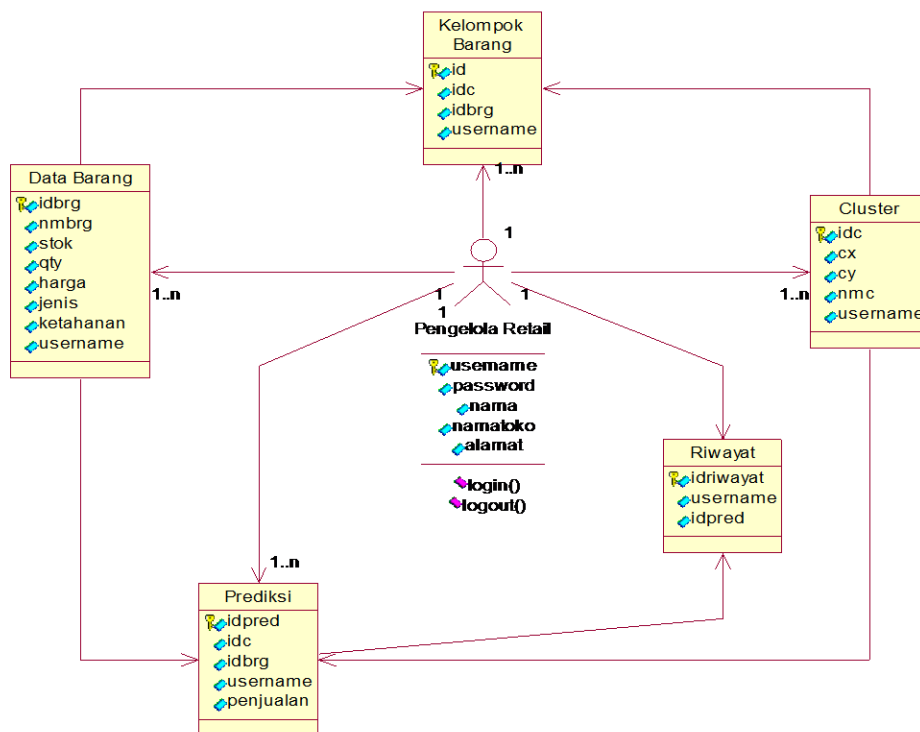 Kelompok
Barang
id
idc
idbrg
username
1..n
Data Barang
idbrg
nmbrg
stok
qty
harga
jenis
ketahanan
username
1..n
Cluster
idc
cx
cy
nmc
username
1..n
1
1
1
1
Pengelola Retail
username
password
nama
namatoko
alamat
login()
logout()
Riwayat
idriwayat
username
idpred
1..n
Prediksi
idpred
idc
idbrg
username
penjualan